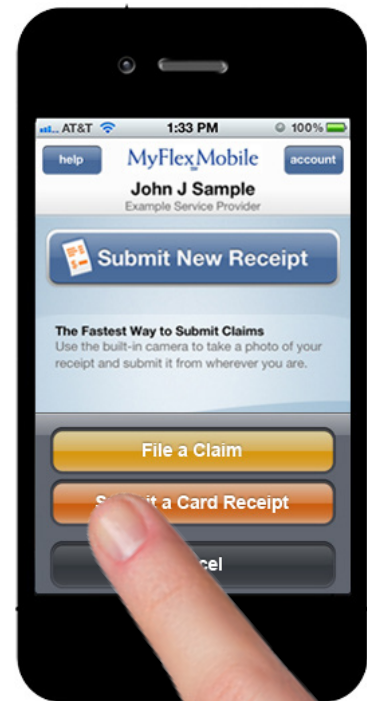 AT&T 1:33 PM 100%
help MyFlexMobile account
SM
John J Sample
Example Service Provider
Submit New Receipt
The Fastest Way to Submit Claims
Use the built-in camera to take a photo of your
receipt and submit it from wherever you are.
File a Claim
a Card Receipt